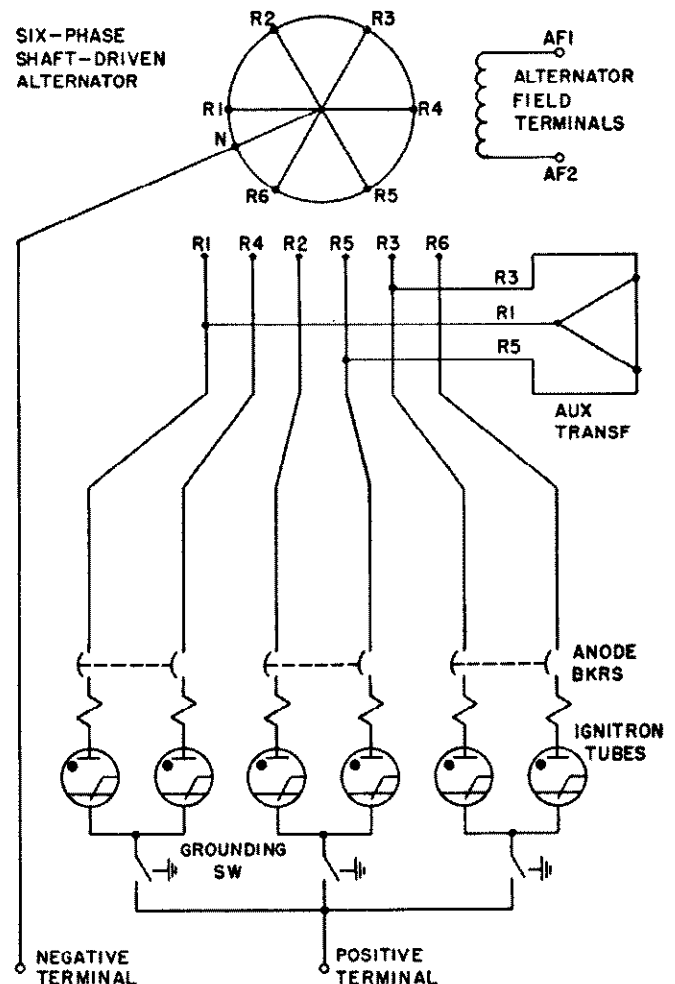 SIX-PHASE
SHAFT-DRIVEN
ALTERNATOR
R2
R3
R1
R4
N
R6
R5
AF1
ALTERNATOR
FIELD
TERMINALS
AF2
R1 R4 R2 R5 R3 R6
R3
R1
R5
AUX
TRANSF
ANODE
BKRS
IGNITRON
TUBES
GROUNDING
SW
NEGATIVE
TERMINAL
POSITIVE
TERMINAL